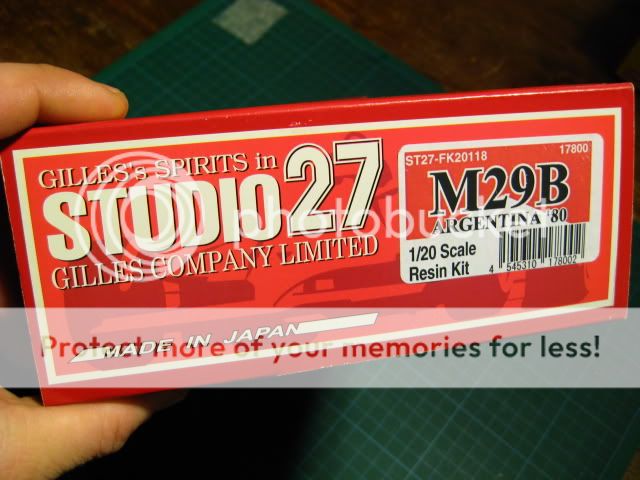 GILLES's SPIRITS in
STUDIO27
GILLES COMPANY LIMITED
MADE IN JAPAN
ST27-FK20118 17800
M29B
ARGENTINA '80
1/20 Scale
Resin Kit
4 545310 178002
photobucket
Protect more of your memories for less!